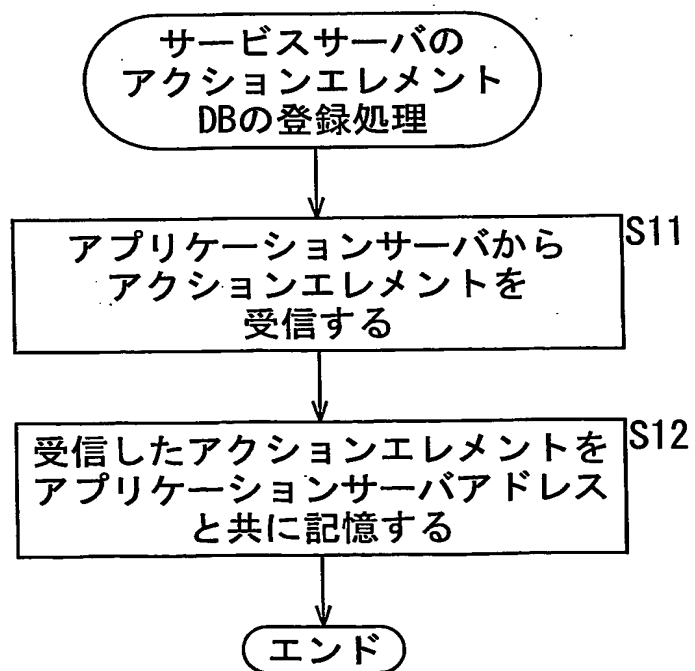 サービスサーバの
アクションエレメント
DBの登録処理
S11
アプリケーションサーバから
アクションエレメントを
受信する
S12
受信したアクションエレメントを
アプリケーションサーバアドレス
と共に記憶する
エンド